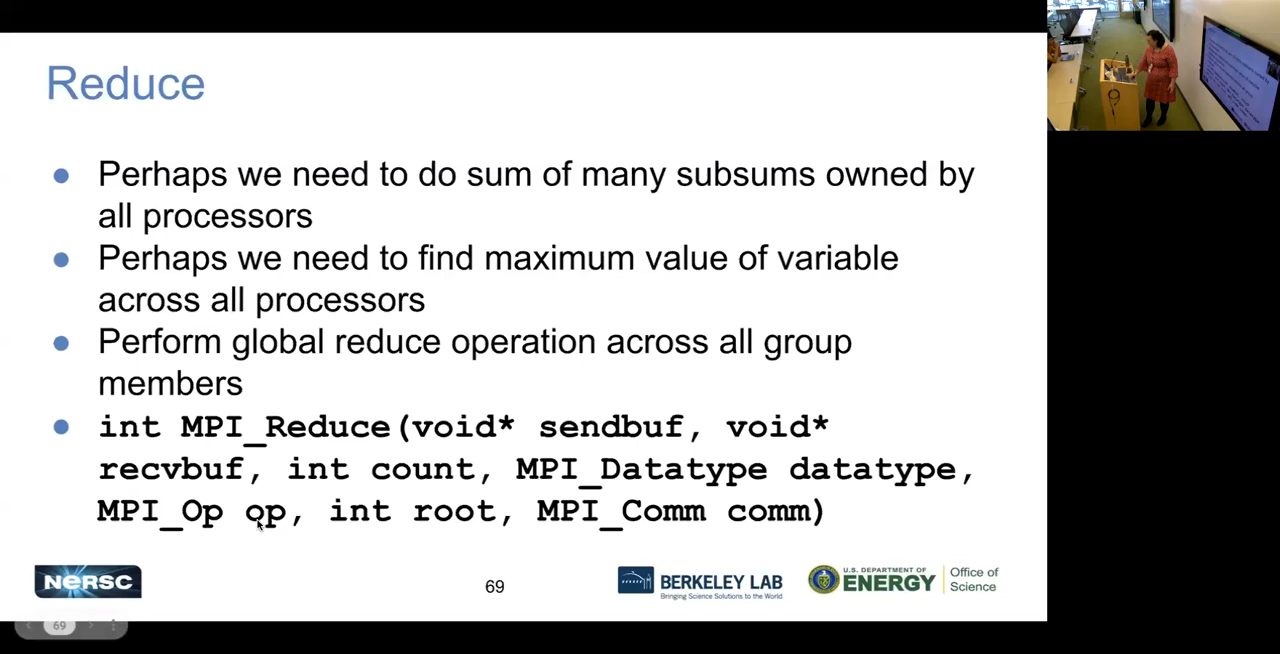 Reduce
● Perhaps we need to do sum of many subsums owned by
all processors
● Perhaps we need to find maximum value of variable
across all processors
● Perform global reduce operation across all group
members
● int MPI_Reduce(void* sendbuf, void*
recvbuf, int count, MPI_Datatype datatype,
MPI_Op op, int root, MPI_Comm comm)
NERSC
69
BERKELEY LAB
Bringing Science Solutions to the World
U.S. DEPARTMENT OF
ENERGY
Office of
Science
69